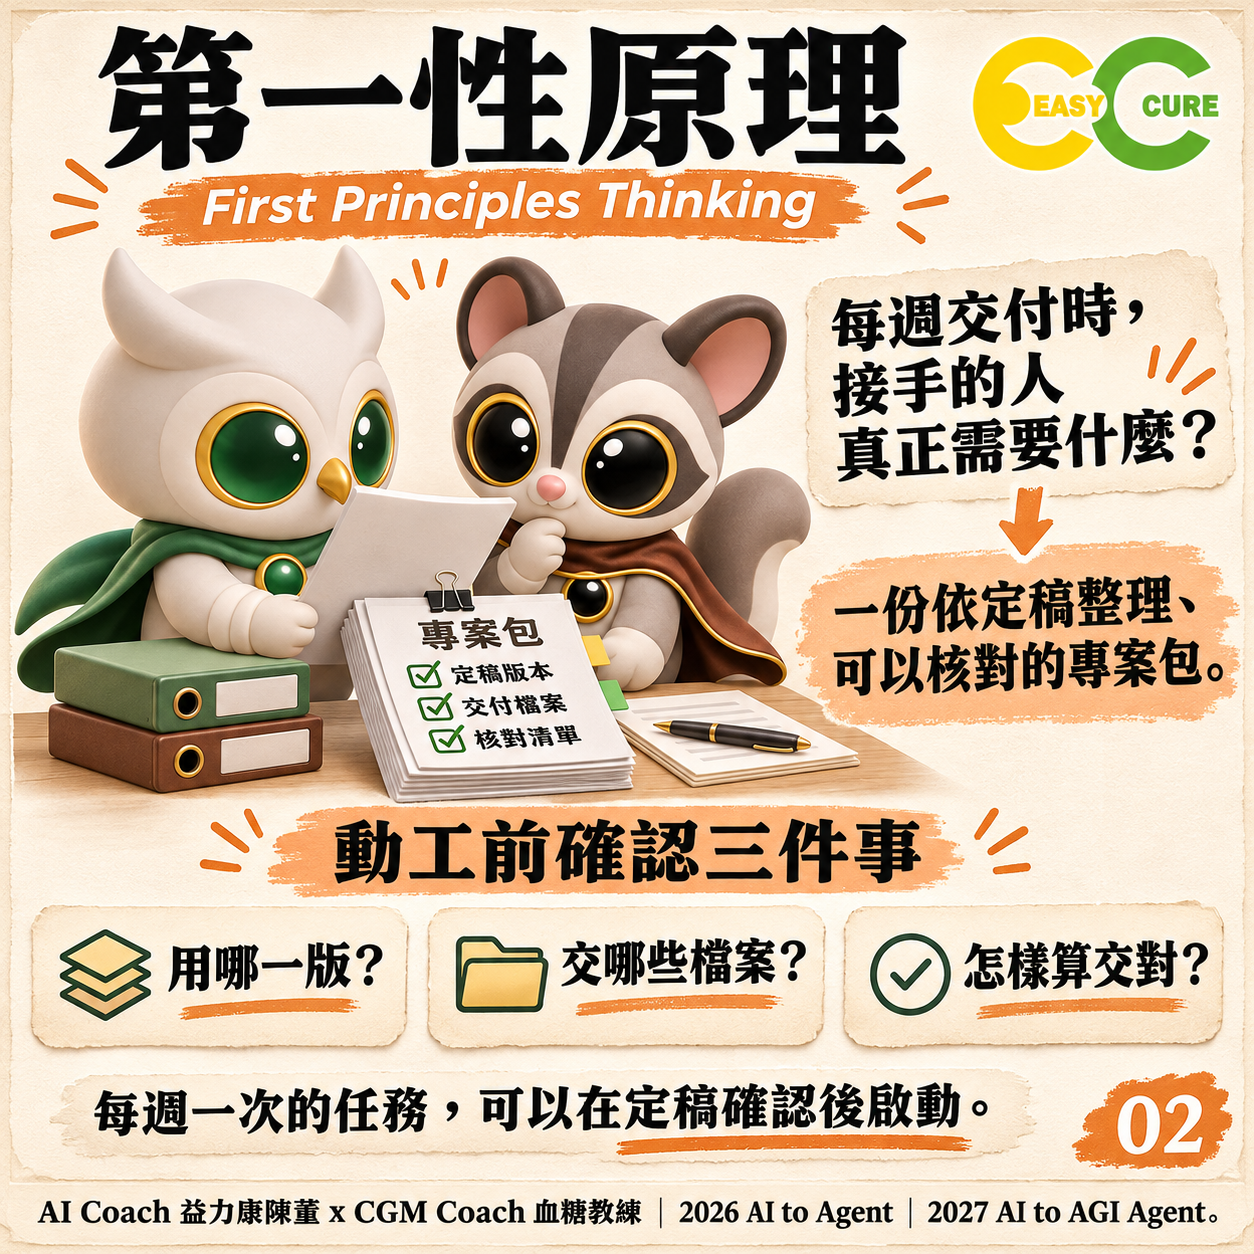 第一性原理
EASY CURE
First Principles Thinking
每週交付時，
接手的人
真正需要什麼？
一份依定稿整理、
可以核對的專案包。
專案包
定稿版本
交付檔案
核對清單
動工前確認三件事
用哪一版？
交哪些檔案？
怎樣算交對？
每週一次的任務，可以在定稿確認後啟動。
02
AI Coach 益力康陳董 x CGM Coach 血糖教練 | 2026 AI to Agent | 2027 AI to AGI Agent。